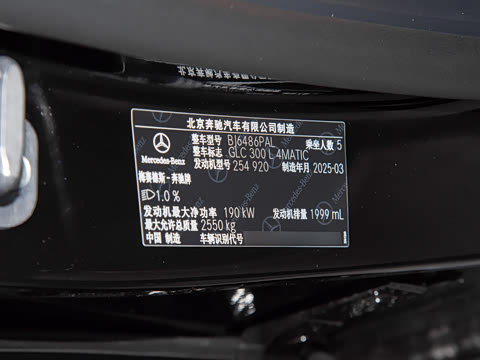 北京奔驰汽车有限公司制造
整车型号 BJ6486PAL 乘坐人数 5
整车标志 GLC 300 L 4MATIC
Mercedes-Benz 发动机型号 254 920 制造年月 2025-03
梅赛德斯-奔驰牌
1.0 %
发动机最大净功率 190 kW 发动机排量 1999 mL
最大允许总质量 2550 kg
中国 制造 车辆识别代号